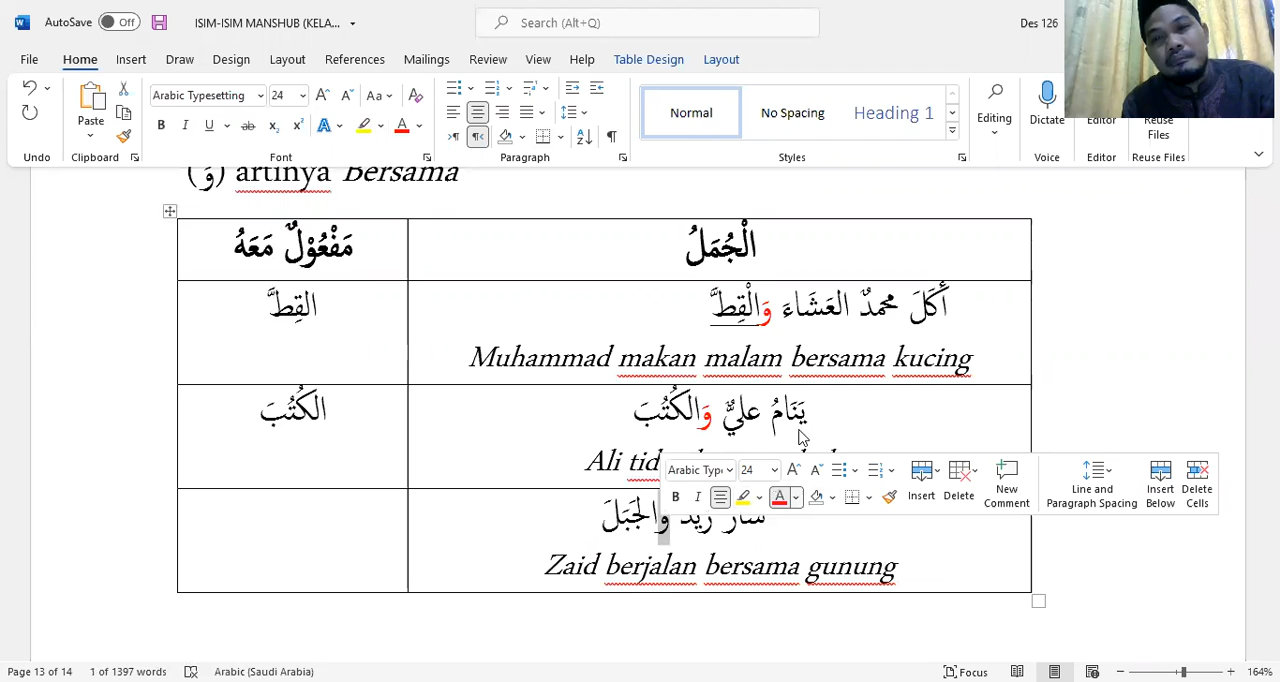 AutoSave Off ISIM-ISIM MANSHUB (KELA... Search (Alt+Q) Des 126
File Home Insert Draw Design Layout References Mailings Review View Help Table Design Layout
Arabic Typesetting 24 Aa
Paste
Normal No Spacing Heading 1
Editing Dictate Editor Reuse Files
Undo Clipboard Font Paragraph Styles Voice Editor Reuse Files
(وَ) artinya Bersama
الْجُمَلُ مَفْعُوْلٌ مَعَهُ
أَكَلَ محمدٌ العَشَاءَ وَالْقِطَّ القِطَّ
Muhammad makan malam bersama kucing
يَنَامُ عليٌّ وَالكُتُبَ الكُتُبَ
Ali
Arabic Typ 24
B I Insert Delete New Comment Line and Paragraph Spacing Insert Below Delete Cells
سار زيد والجَبَلَ
Zaid berjalan bersama gunung
Page 13 of 14 1 of 1397 words Arabic (Saudi Arabia) Focus 164%